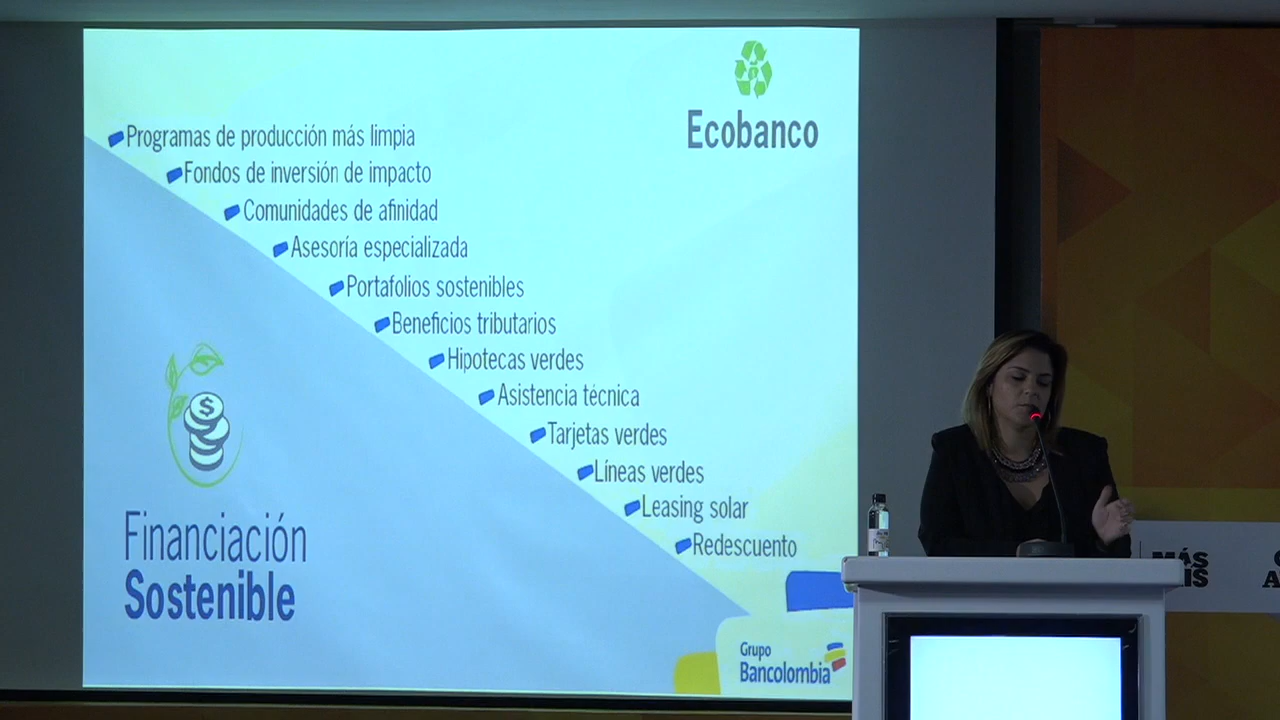 Ecobanco
Programas de producción más limpia
Fondos de inversión de impacto
Comunidades de afinidad
Asesoría especializada
Portafolios sostenibles
Beneficios tributarios
Hipotecas verdes
Asistencia técnica
Tarjetas verdes
Líneas verdes
Leasing solar
Redescuento
$
Financiación
Sostenible
Grupo
Bancolombia
MÁS